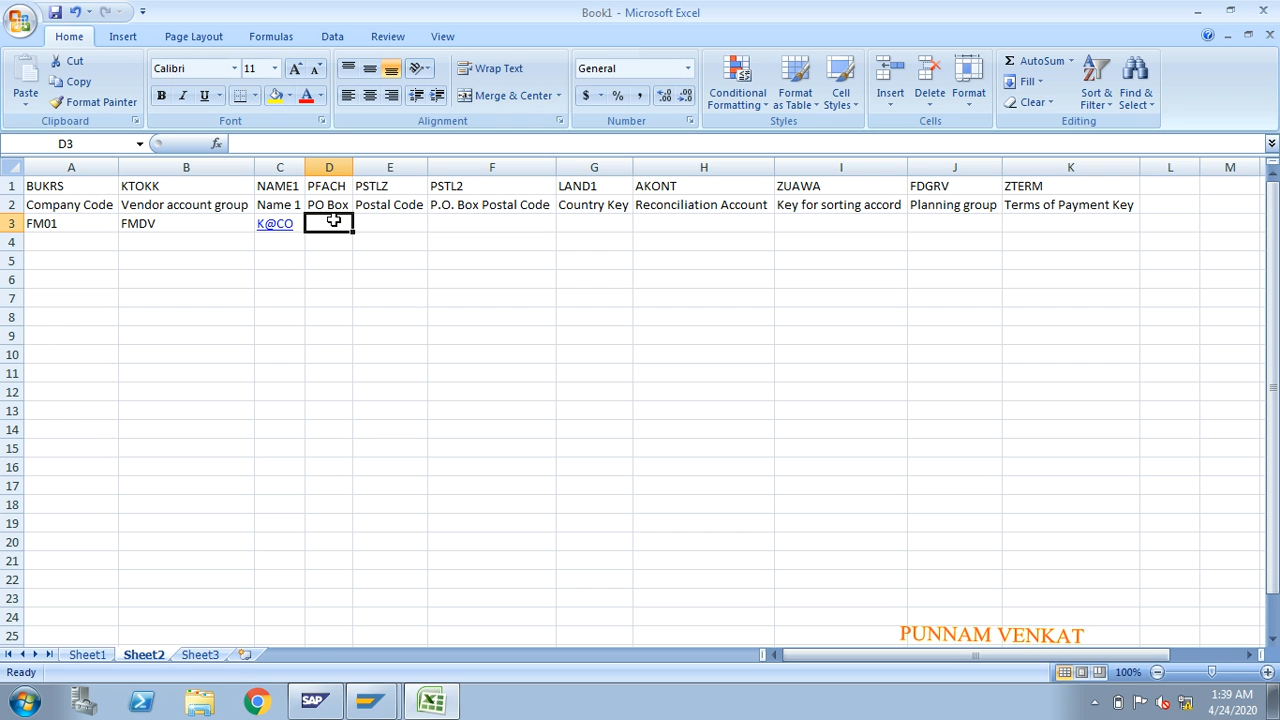 Book1 - Microsoft Excel
Home Insert Page Layout Formulas Data Review View
Paste Cut Copy Format Painter Clipboard
Calibri 11 A A B I U A Font
Wrap Text Merge & Center Alignment
General $ % , Number
Conditional Formatting Format as Table Cell Styles Styles
Insert Delete Format Cells
Σ AutoSum Fill Clear Sort & Filter Find & Select Editing
D3 fx
A B C D E F G H I J K L M
1 BUKRS KTOKK NAME1 PFACH PSTLZ PSTL2 LAND1 AKONT ZUAWA FDGRV ZTERM
2 Company Code Vendor account group Name 1 PO Box Postal Code P.O. Box Postal Code Country Key Reconciliation Account Key for sorting accord Planning group Terms of Payment Key
3 FM01 FMDV K@CO
4
5
6
7
8
9
10
11
12
13
14
15
16
17
18
19
20
21
22
23
24
25
PUNNAM VENKAT
Sheet1 Sheet2 Sheet3
Ready 100%
SAP 1:39 AM
4/24/2020